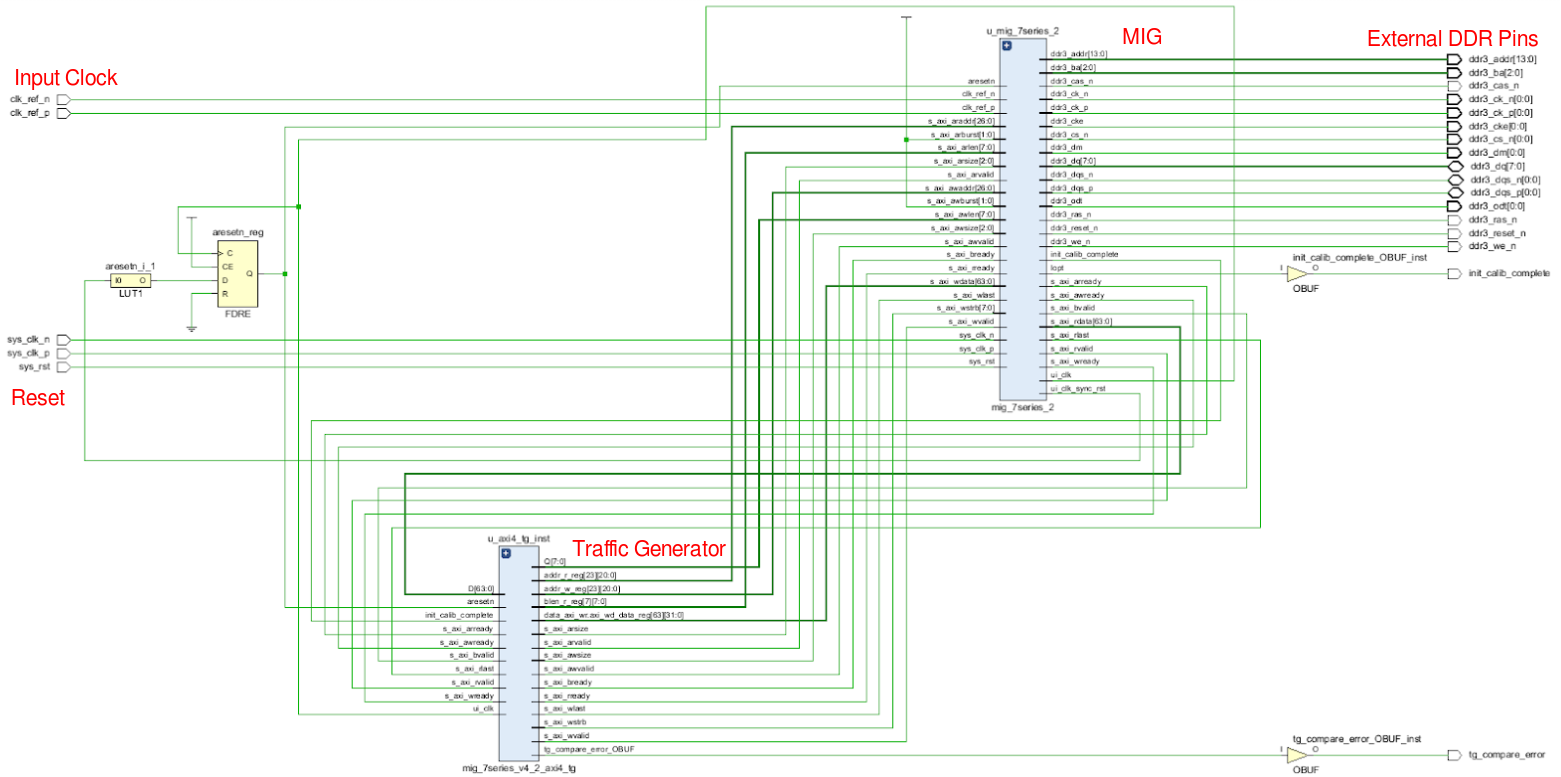 Input Clock
clk_ref_n
clk_ref_p
aresetn_reg
C
CE
D
R
Q
FDRE
aresetn_i_1
I0
O
LUT1
sys_clk_n
sys_clk_p
sys_rst
Reset
u_mig_7series_2
MIG
aresetn
clk_ref_n
clk_ref_p
s_axi_araddr[26:0]
s_axi_arburst[1:0]
s_axi_arlen[7:0]
s_axi_arsize[2:0]
s_axi_arvalid
s_axi_awaddr[26:0]
s_axi_awburst[1:0]
s_axi_awlen[7:0]
s_axi_awsize[2:0]
s_axi_awvalid
s_axi_bready
s_axi_rready
s_axi_wdata[63:0]
s_axi_wlast
s_axi_wstrb[7:0]
s_axi_wvalid
sys_clk_n
sys_clk_p
sys_rst
ddr3_addr[13:0]
ddr3_ba[2:0]
ddr3_cas_n
ddr3_ck_n
ddr3_ck_p
ddr3_cke
ddr3_cs_n
ddr3_dm
ddr3_dq[7:0]
ddr3_dqs_n
ddr3_dqs_p
ddr3_odt
ddr3_ras_n
ddr3_reset_n
ddr3_we_n
init_calib_complete
lopt
s_axi_arready
s_axi_awready
s_axi_bvalid
s_axi_rdata[63:0]
s_axi_rlast
s_axi_rvalid
s_axi_wready
ui_clk
ui_clk_sync_rst
mig_7series_2
External DDR Pins
ddr3_addr[13:0]
ddr3_ba[2:0]
ddr3_cas_n
ddr3_ck_n[0:0]
ddr3_ck_p[0:0]
ddr3_cke[0:0]
ddr3_cs_n[0:0]
ddr3_dm[0:0]
ddr3_dq[7:0]
ddr3_dqs_n[0:0]
ddr3_dqs_p[0:0]
ddr3_odt[0:0]
ddr3_ras_n
ddr3_reset_n
ddr3_we_n
init_calib_complete_OBUF_inst
I
O
OBUF
init_calib_complete
u_axi4_tg_inst
Traffic Generator
D[63:0]
aresetn
init_calib_complete
s_axi_arready
s_axi_awready
s_axi_bvalid
s_axi_rlast
s_axi_rvalid
s_axi_wready
ui_clk
Q[7:0]
addr_r_reg[23][20:0]
addr_w_reg[23][20:0]
blen_r_reg[7][7:0]
data_axi_wr.axi_wd_data_reg[63][31:0]
s_axi_arsize
s_axi_arvalid
s_axi_awsize
s_axi_awvalid
s_axi_bready
s_axi_rready
s_axi_wlast
s_axi_wstrb
s_axi_wvalid
tg_compare_error_OBUF
mig_7series_v4_2_axi4_tg
tg_compare_error_OBUF_inst
I
O
OBUF
tg_compare_error